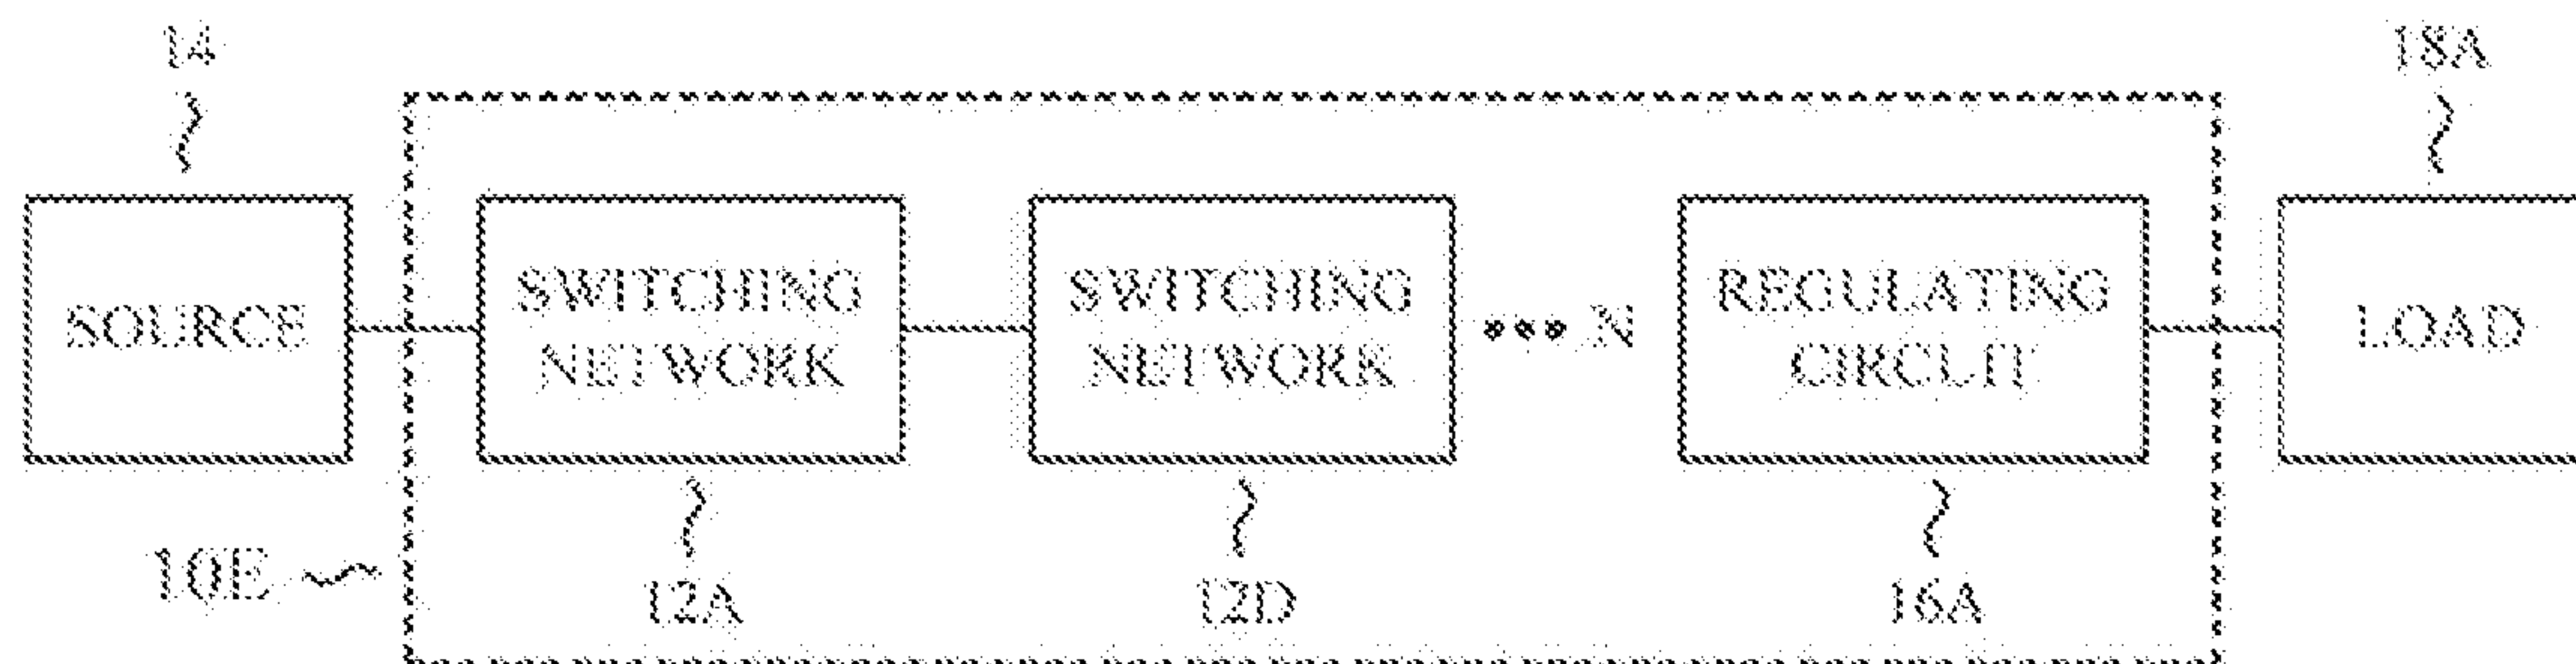 14
18A
SOURCE
SWITCHING
NETWORK
SWITCHING
NETWORK
••• N
REGULATING
CIRCUIT
LOAD
10E
12A
12D
16A